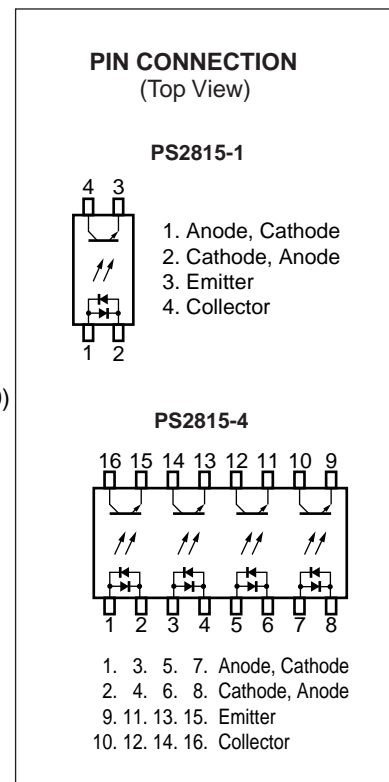 PIN CONNECTION
(Top View)
PS2815-1
4 3
1. Anode, Cathode
2. Cathode, Anode
3. Emitter
4. Collector
1 2
)
PS2815-4
16 15 14 13 12 11 10 9
1 2 3 4 5 6 7 8
1. 3. 5. 7. Anode, Cathode
2. 4. 6. 8. Cathode, Anode
9. 11. 13. 15. Emitter
10. 12. 14. 16. Collector